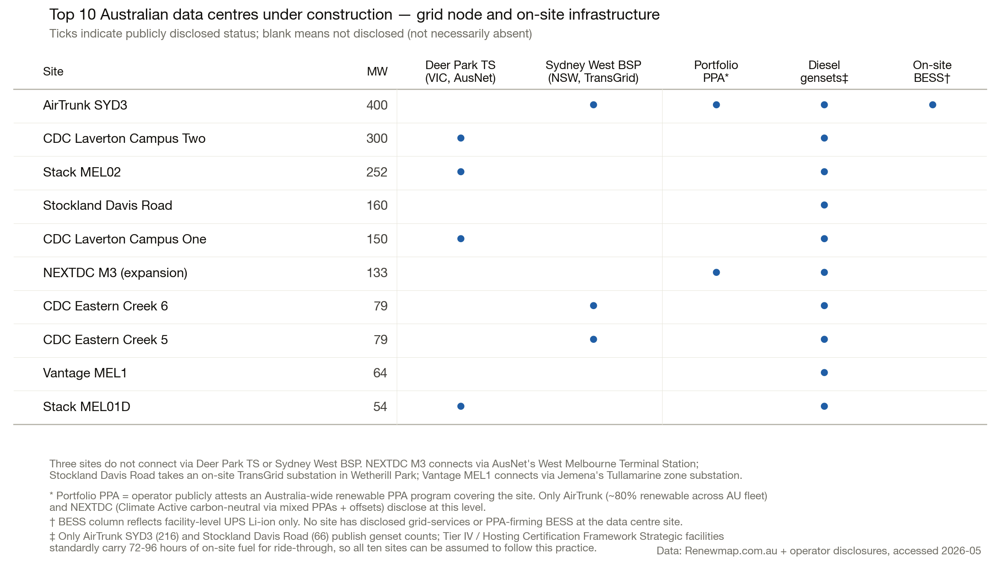 Top 10 Australian data centres under construction — grid node and on-site infrastructure
Ticks indicate publicly disclosed status; blank means not disclosed (not necessarily absent)
Site MW Deer Park TS (VIC, AusNet) Sydney West BSP (NSW, TransGrid) Portfolio PPA* Diesel gensets‡ On-site BESS†
AirTrunk SYD3 400
CDC Laverton Campus Two 300
Stack MEL02 252
Stockland Davis Road 160
CDC Laverton Campus One 150
NEXTDC M3 (expansion) 133
CDC Eastern Creek 6 79
CDC Eastern Creek 5 79
Vantage MEL1 64
Stack MEL01D 54
Three sites do not connect via Deer Park TS or Sydney West BSP. NEXTDC M3 connects via AusNet's West Melbourne Terminal Station;
Stockland Davis Road takes an on-site TransGrid substation in Wetherill Park; Vantage MEL1 connects via Jemena's Tullamarine zone substation.
* Portfolio PPA = operator publicly attests an Australia-wide renewable PPA program covering the site. Only AirTrunk (~80% renewable across AU fleet)
and NEXTDC (Climate Active carbon-neutral via mixed PPAs + offsets) disclose at this level.
† BESS column reflects facility-level UPS Li-ion only. No site has disclosed grid-services or PPA-firming BESS at the data centre site.
‡ Only AirTrunk SYD3 (216) and Stockland Davis Road (66) publish genset counts; Tier IV / Hosting Certification Framework Strategic facilities
standardly carry 72-96 hours of on-site fuel for ride-through, so all ten sites can be assumed to follow this practice.
Data: Renewmap.com.au + operator disclosures, accessed 2026-05